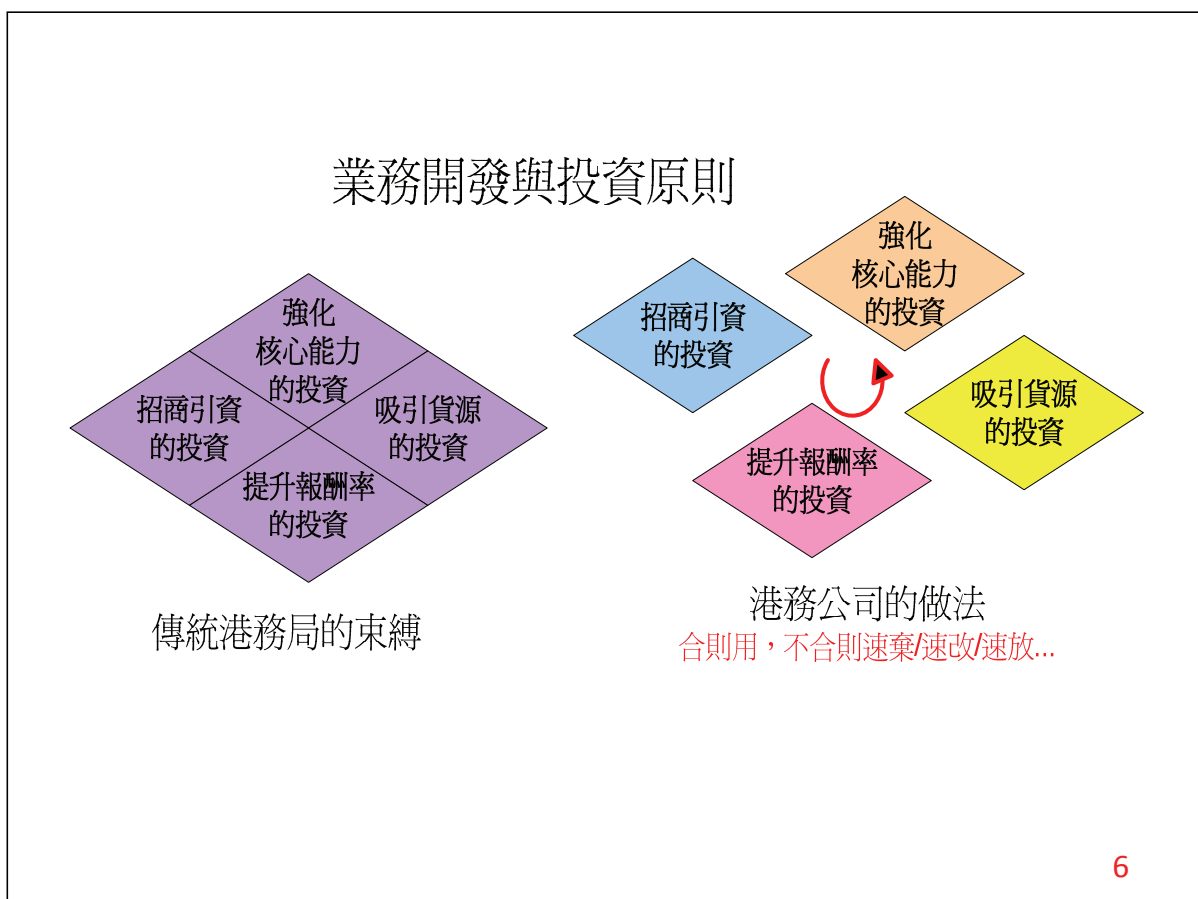 業務開發與投資原則
強化
核心能力
的投資
招商引資
的投資
吸引貨源
的投資
提升報酬率
的投資
傳統港務局的束縛
強化
核心能力
的投資
招商引資
的投資
吸引貨源
的投資
提升報酬率
的投資
港務公司的做法
合則用，不合則速棄/速改/速放...
6